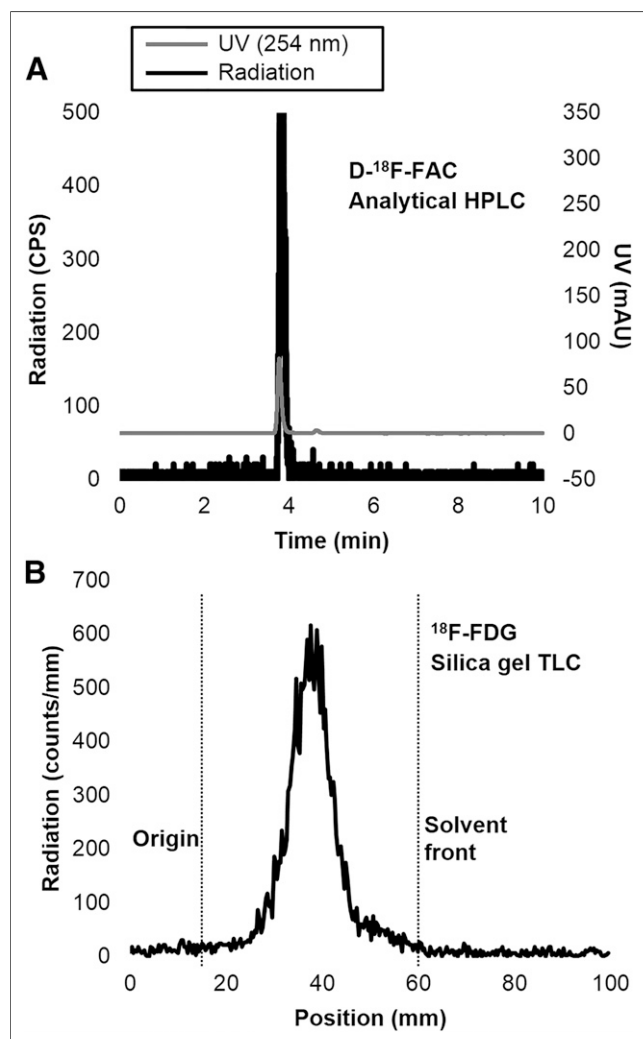 A
UV (254 nm)
Radiation
500
400
300
200
100
0
Radiation (CPS)
D-¹⁸F-FAC
Analytical HPLC
350
300
250
200
150
100
50
0
-50
UV (mAU)
0 2 4 6 8 10
Time (min)
B
700
600
500
400
300
200
100
0
Radiation (counts/mm)
Origin
¹⁸F-FDG
Silica gel TLC
Solvent
front
0 20 40 60 80 100
Position (mm)